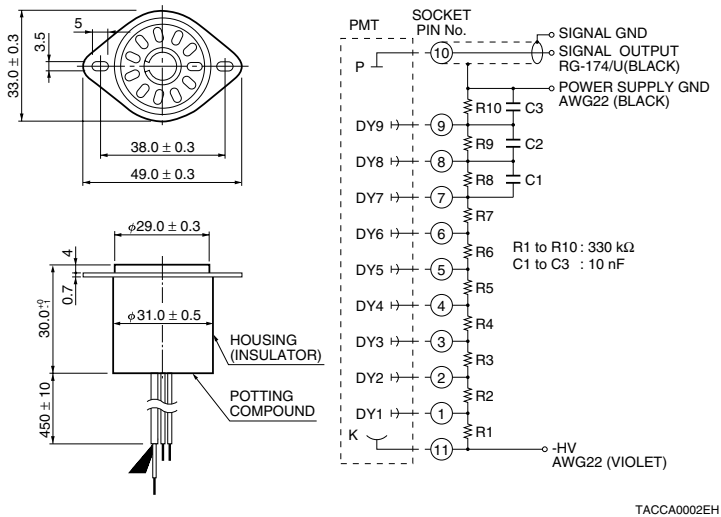 5
3.5
33.0 ± 0.3
38.0 ± 0.3
49.0 ± 0.3
φ29.0 ± 0.3
4
0.7
30.0 +0 -1
φ31.0 ± 0.5
450 ± 10
HOUSING
(INSULATOR)
POTTING
COMPOUND
PMT
SOCKET
PIN No.
SIGNAL GND
P
10
SIGNAL OUTPUT
RG-174/U(BLACK)
POWER SUPPLY GND
AWG22 (BLACK)
R10
C3
DY9
9
R9
C2
DY8
8
R8
C1
DY7
7
R7
DY6
6
R6
DY5
5
R5
DY4
4
R4
DY3
3
R3
DY2
2
R2
DY1
1
R1
K
11
-HV
AWG22 (VIOLET)
R1 to R10 : 330 kΩ
C1 to C3 : 10 nF
TACCA0002EH